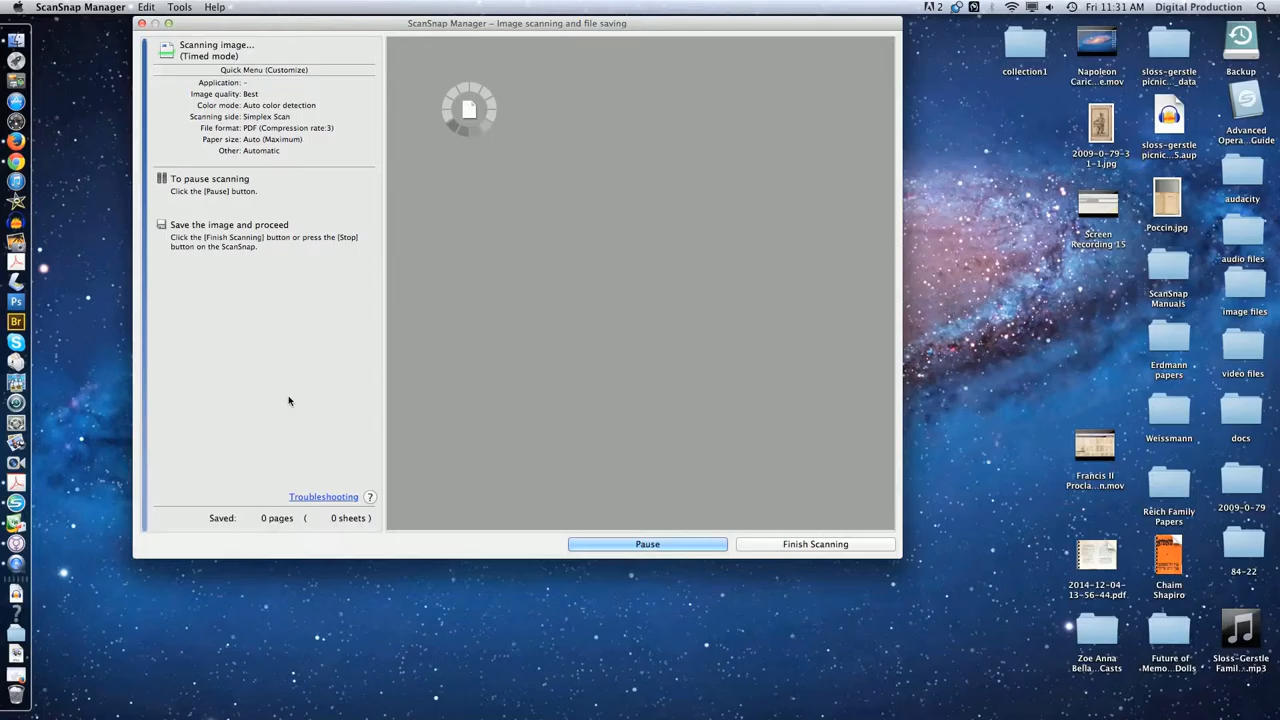 ScanSnap Manager Edit Tools Help
2 Fri 11:31 AM Digital Production
ScanSnap Manager – Image scanning and file saving
Scanning image...
(Timed mode)
Quick Menu (Customize)
Application: –
Image quality: Best
Color mode: Auto color detection
Scanning side: Simplex Scan
File format: PDF (Compression rate:3)
Paper size: Auto (Maximum)
Other: Automatic
To pause scanning
Click the [Pause] button.
Save the image and proceed
Click the [Finish Scanning] button or press the [Stop]
button on the ScanSnap.
Troubleshooting ?
Saved: 0 pages ( 0 sheets )
Pause
Finish Scanning
collection1
Napoleon
Caric...e.mov
sloss-gerstle
picnic..._data
Backup
2009-0-79-3
1-1.jpg
sloss-gerstle
picnic...5.aup
Advanced
Opera...Guide
Screen
Recording 15
Poccin.jpg
audacity
audio files
ScanSnap
Manuals
image files
Erdmann
papers
video files
Weissmann
docs
Francis II
Procla...n.mov
Reich Family
Papers
2009-0-79
2014-12-04-
13-56-44.pdf
Chaim
Shapiro
84-22
Zoe Anna
Bella...Casts
Future of
Memo...Dolls
Sloss-Gerstle
Famil...mp3
Ps
Br